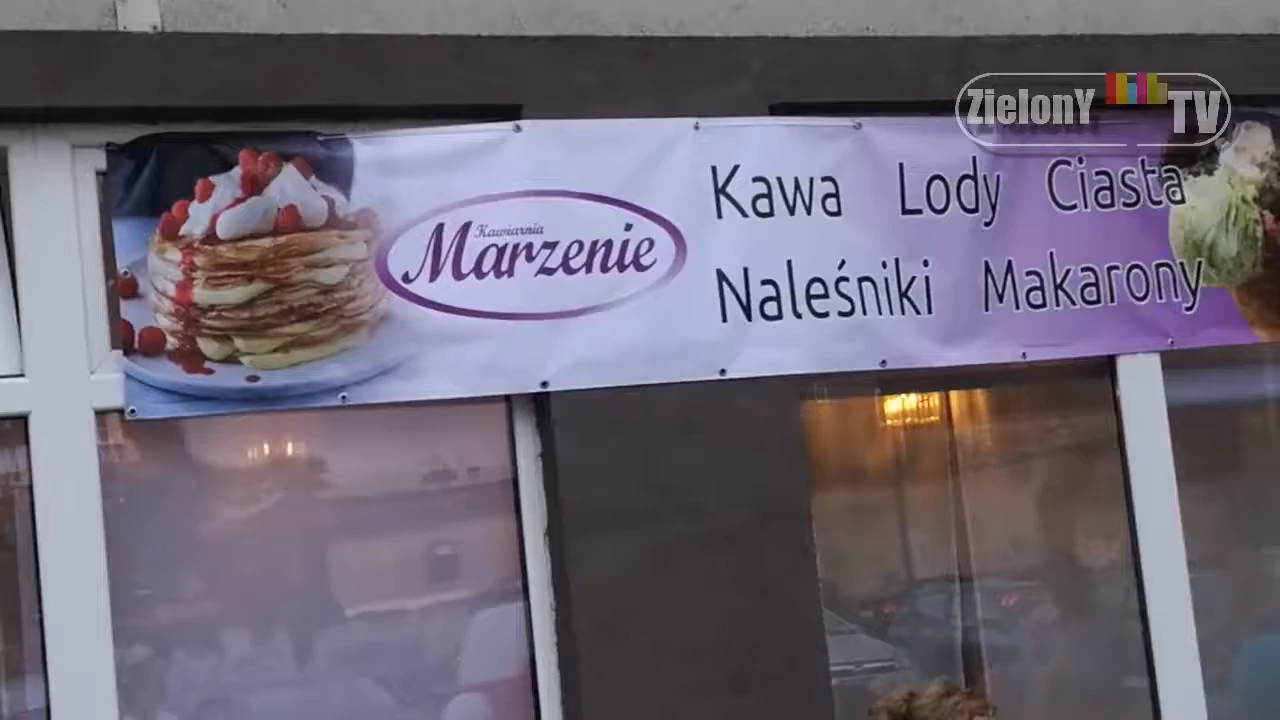 ZielonY TV
Kawiarnia
Marzenie
Kawa Lody Ciasta
Naleśniki Makarony